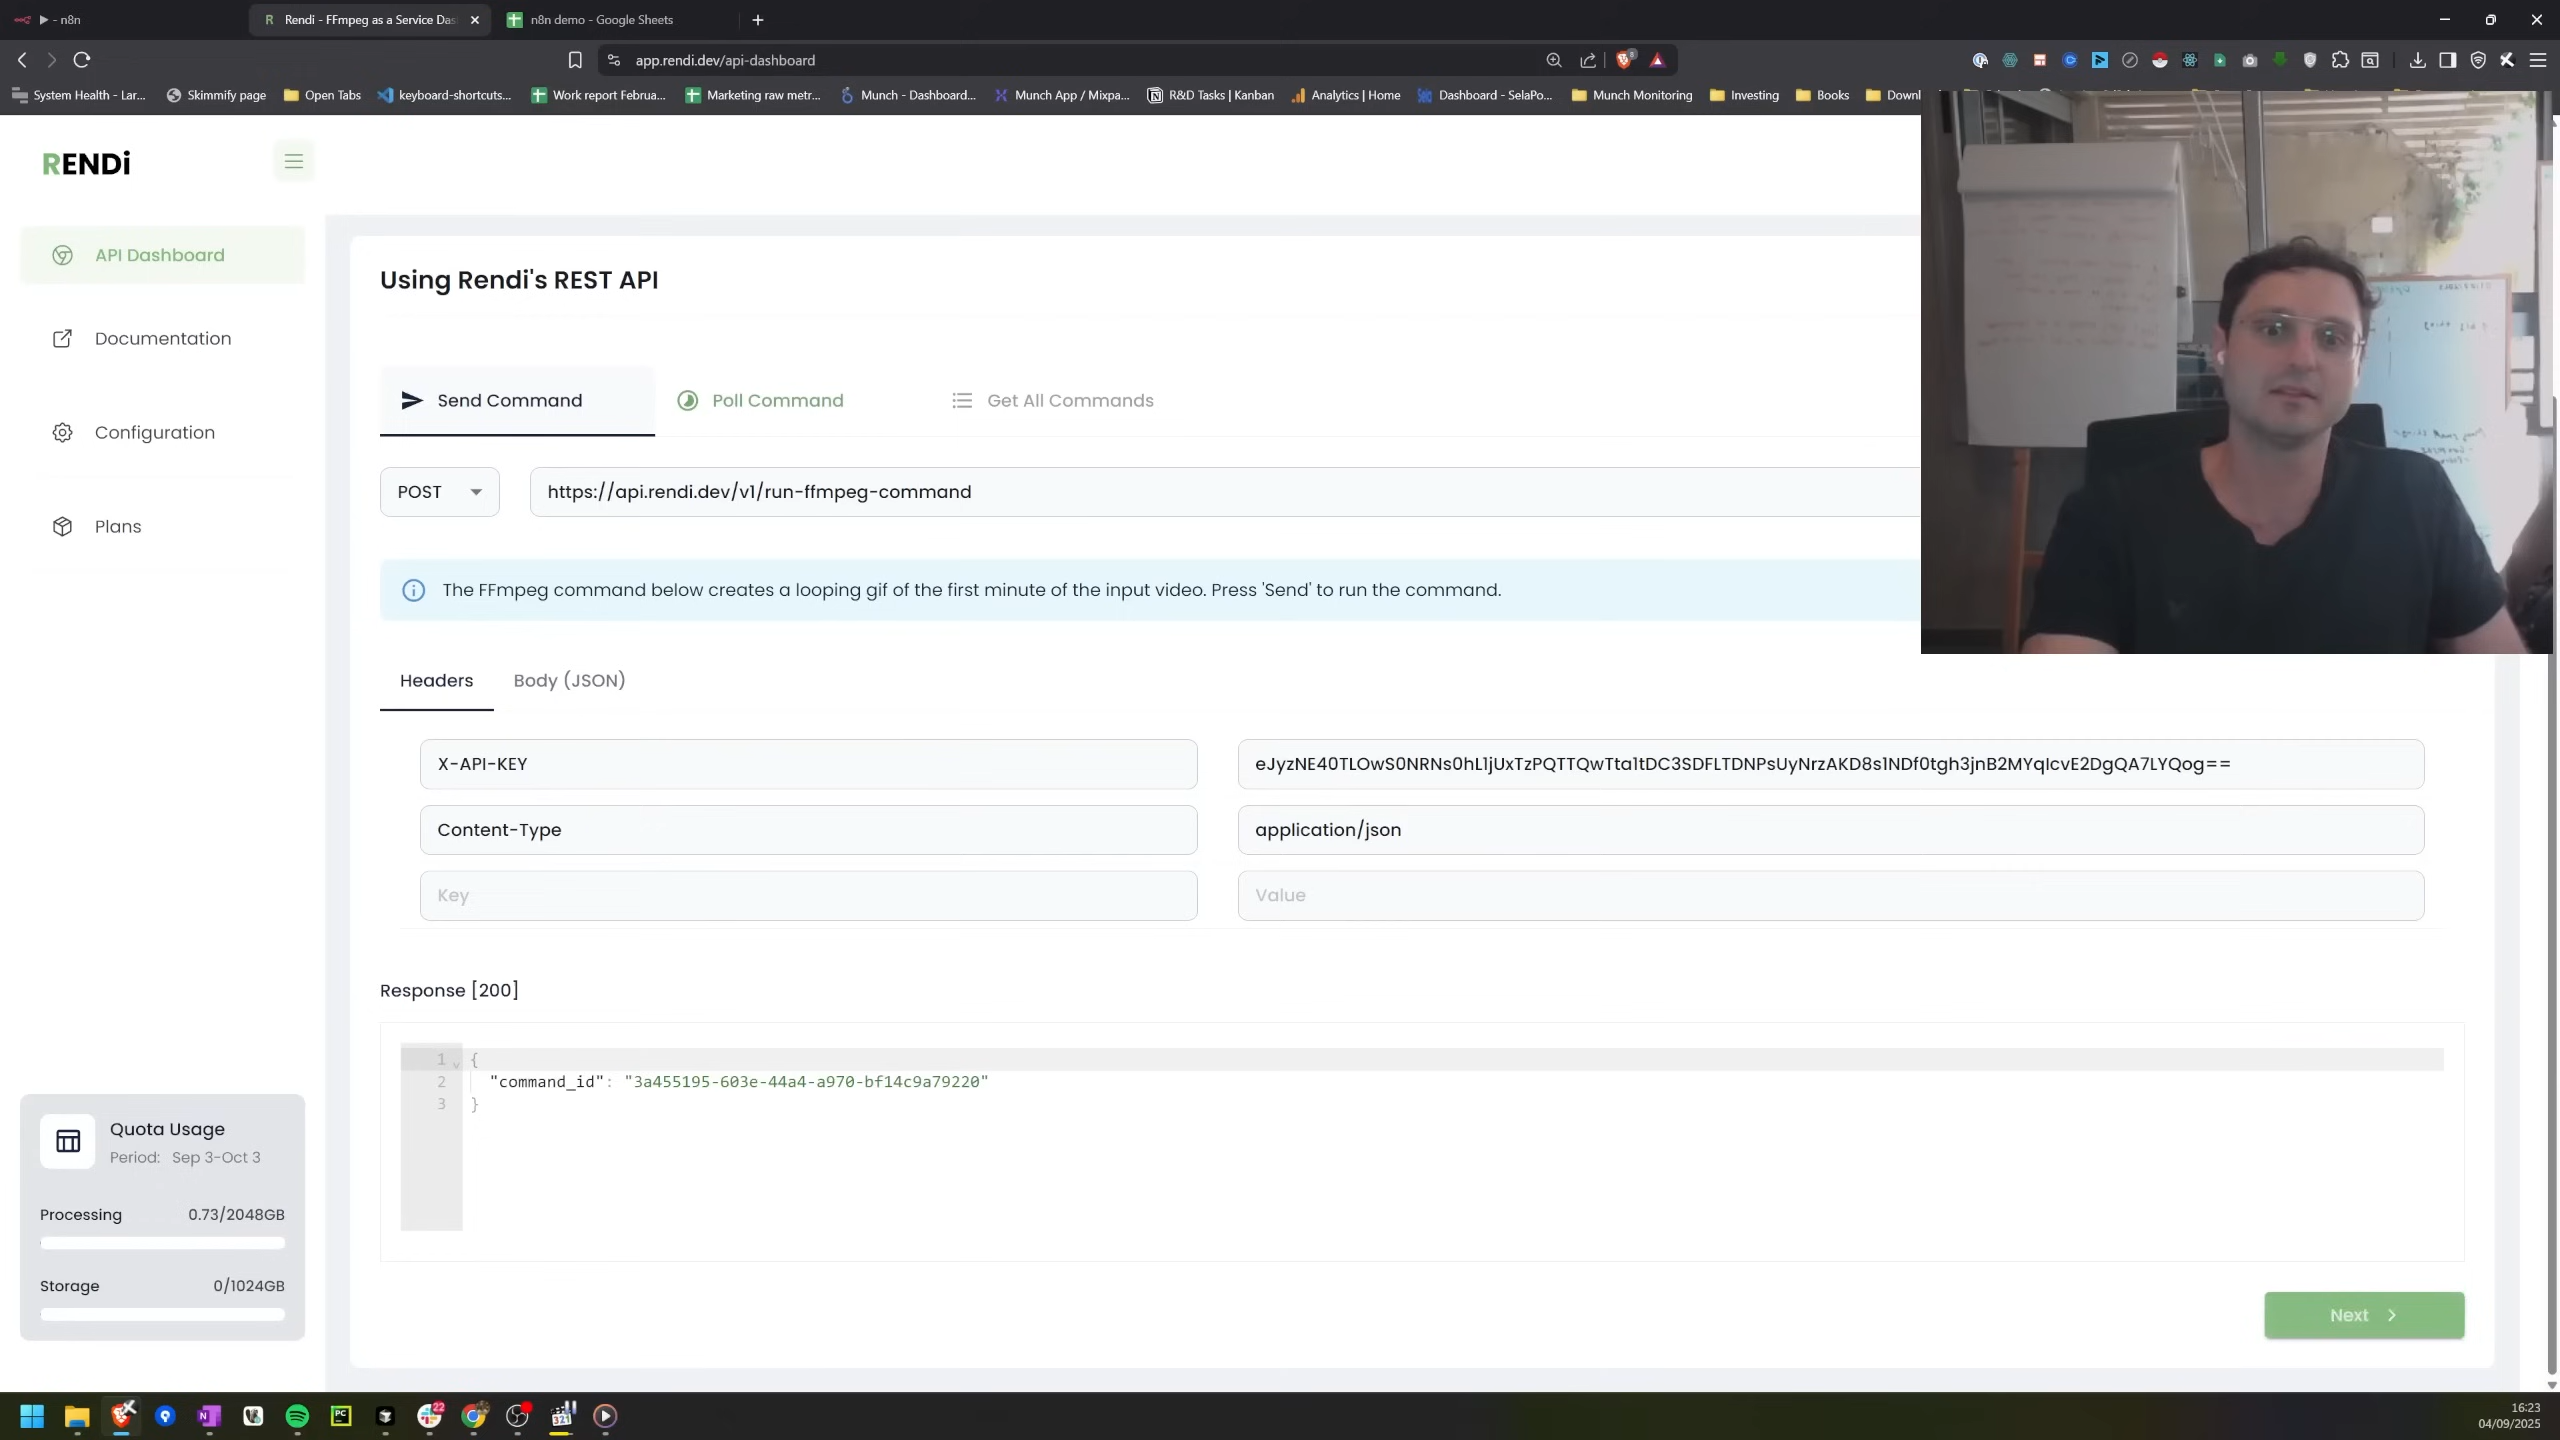 - n8n
Rendi - FFmpeg as a Service Das
n8n demo - Google Sheets
app.rendi.dev/api-dashboard
System Health - Lar...
Skimmify page
Open Tabs
keyboard-shortcuts...
Work report Februa...
Marketing raw metr...
Munch - Dashboard...
Munch App / Mixpa...
R&D Tasks | Kanban
Analytics | Home
Dashboard - SelaPo...
Munch Monitoring
Investing
Books
Downl
RENDi
API Dashboard
Documentation
Configuration
Plans
Using Rendi's REST API
Send Command
Poll Command
Get All Commands
POST
https://api.rendi.dev/v1/run-ffmpeg-command
The FFmpeg command below creates a looping gif of the first minute of the input video. Press 'Send' to run the command.
Headers
Body (JSON)
X-API-KEY
eJyzNE40TLOwS0NRNs0hL1jUxTzPQTTQwTta1tDC3SDFLTDNPsUyNrzAKD8s1NDf0tgh3jnB2MYqIcvE2DgQA7LYQog==
Content-Type
application/json
Key
Value
Response [200]
1 {
2 "command_id": "3a455195-603e-44a4-a970-bf14c9a79220"
3 }
Next
Quota Usage
Period: Sep 3-Oct 3
Processing 0.73/2048GB
Storage 0/1024GB
22
321
16:23
04/09/2025